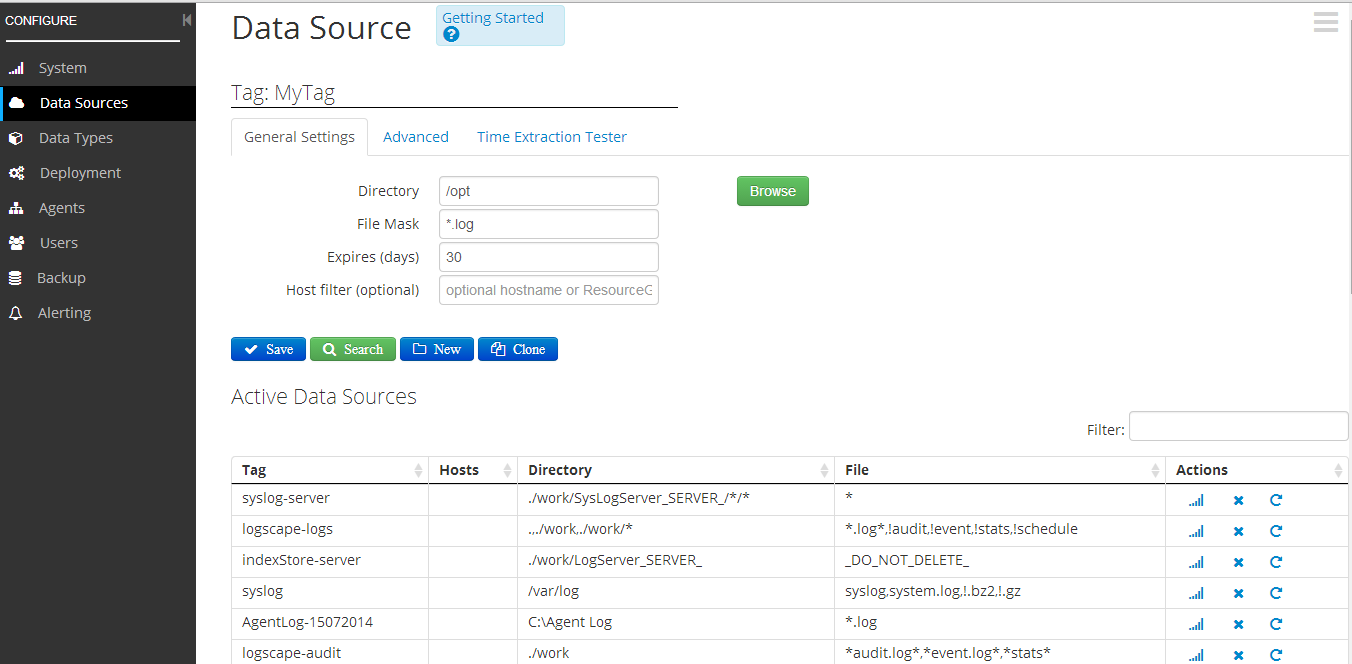 CONFIGURE
System
Data Sources
Data Types
Deployment
Agents
Users
Backup
Alerting
Data Source
Getting Started
?
Tag: MyTag
General Settings Advanced Time Extraction Tester
Directory /opt Browse
File Mask *.log
Expires (days) 30
Host filter (optional) optional hostname or ResourceG
Save Search New Clone
Active Data Sources
Filter:
Tag Hosts Directory File Actions
syslog-server ./work/SysLogServer_SERVER_/*/* *
logscape-logs .,./work,./work/* *.log*,!audit,!event,!stats,!schedule
indexStore-server ./work/LogServer_SERVER_ _DO_NOT_DELETE_
syslog /var/log syslog,system.log,!.bz2,!.gz
AgentLog-15072014 C:\Agent Log *.log
logscape-audit ./work *audit.log*,*event.log*,*stats*